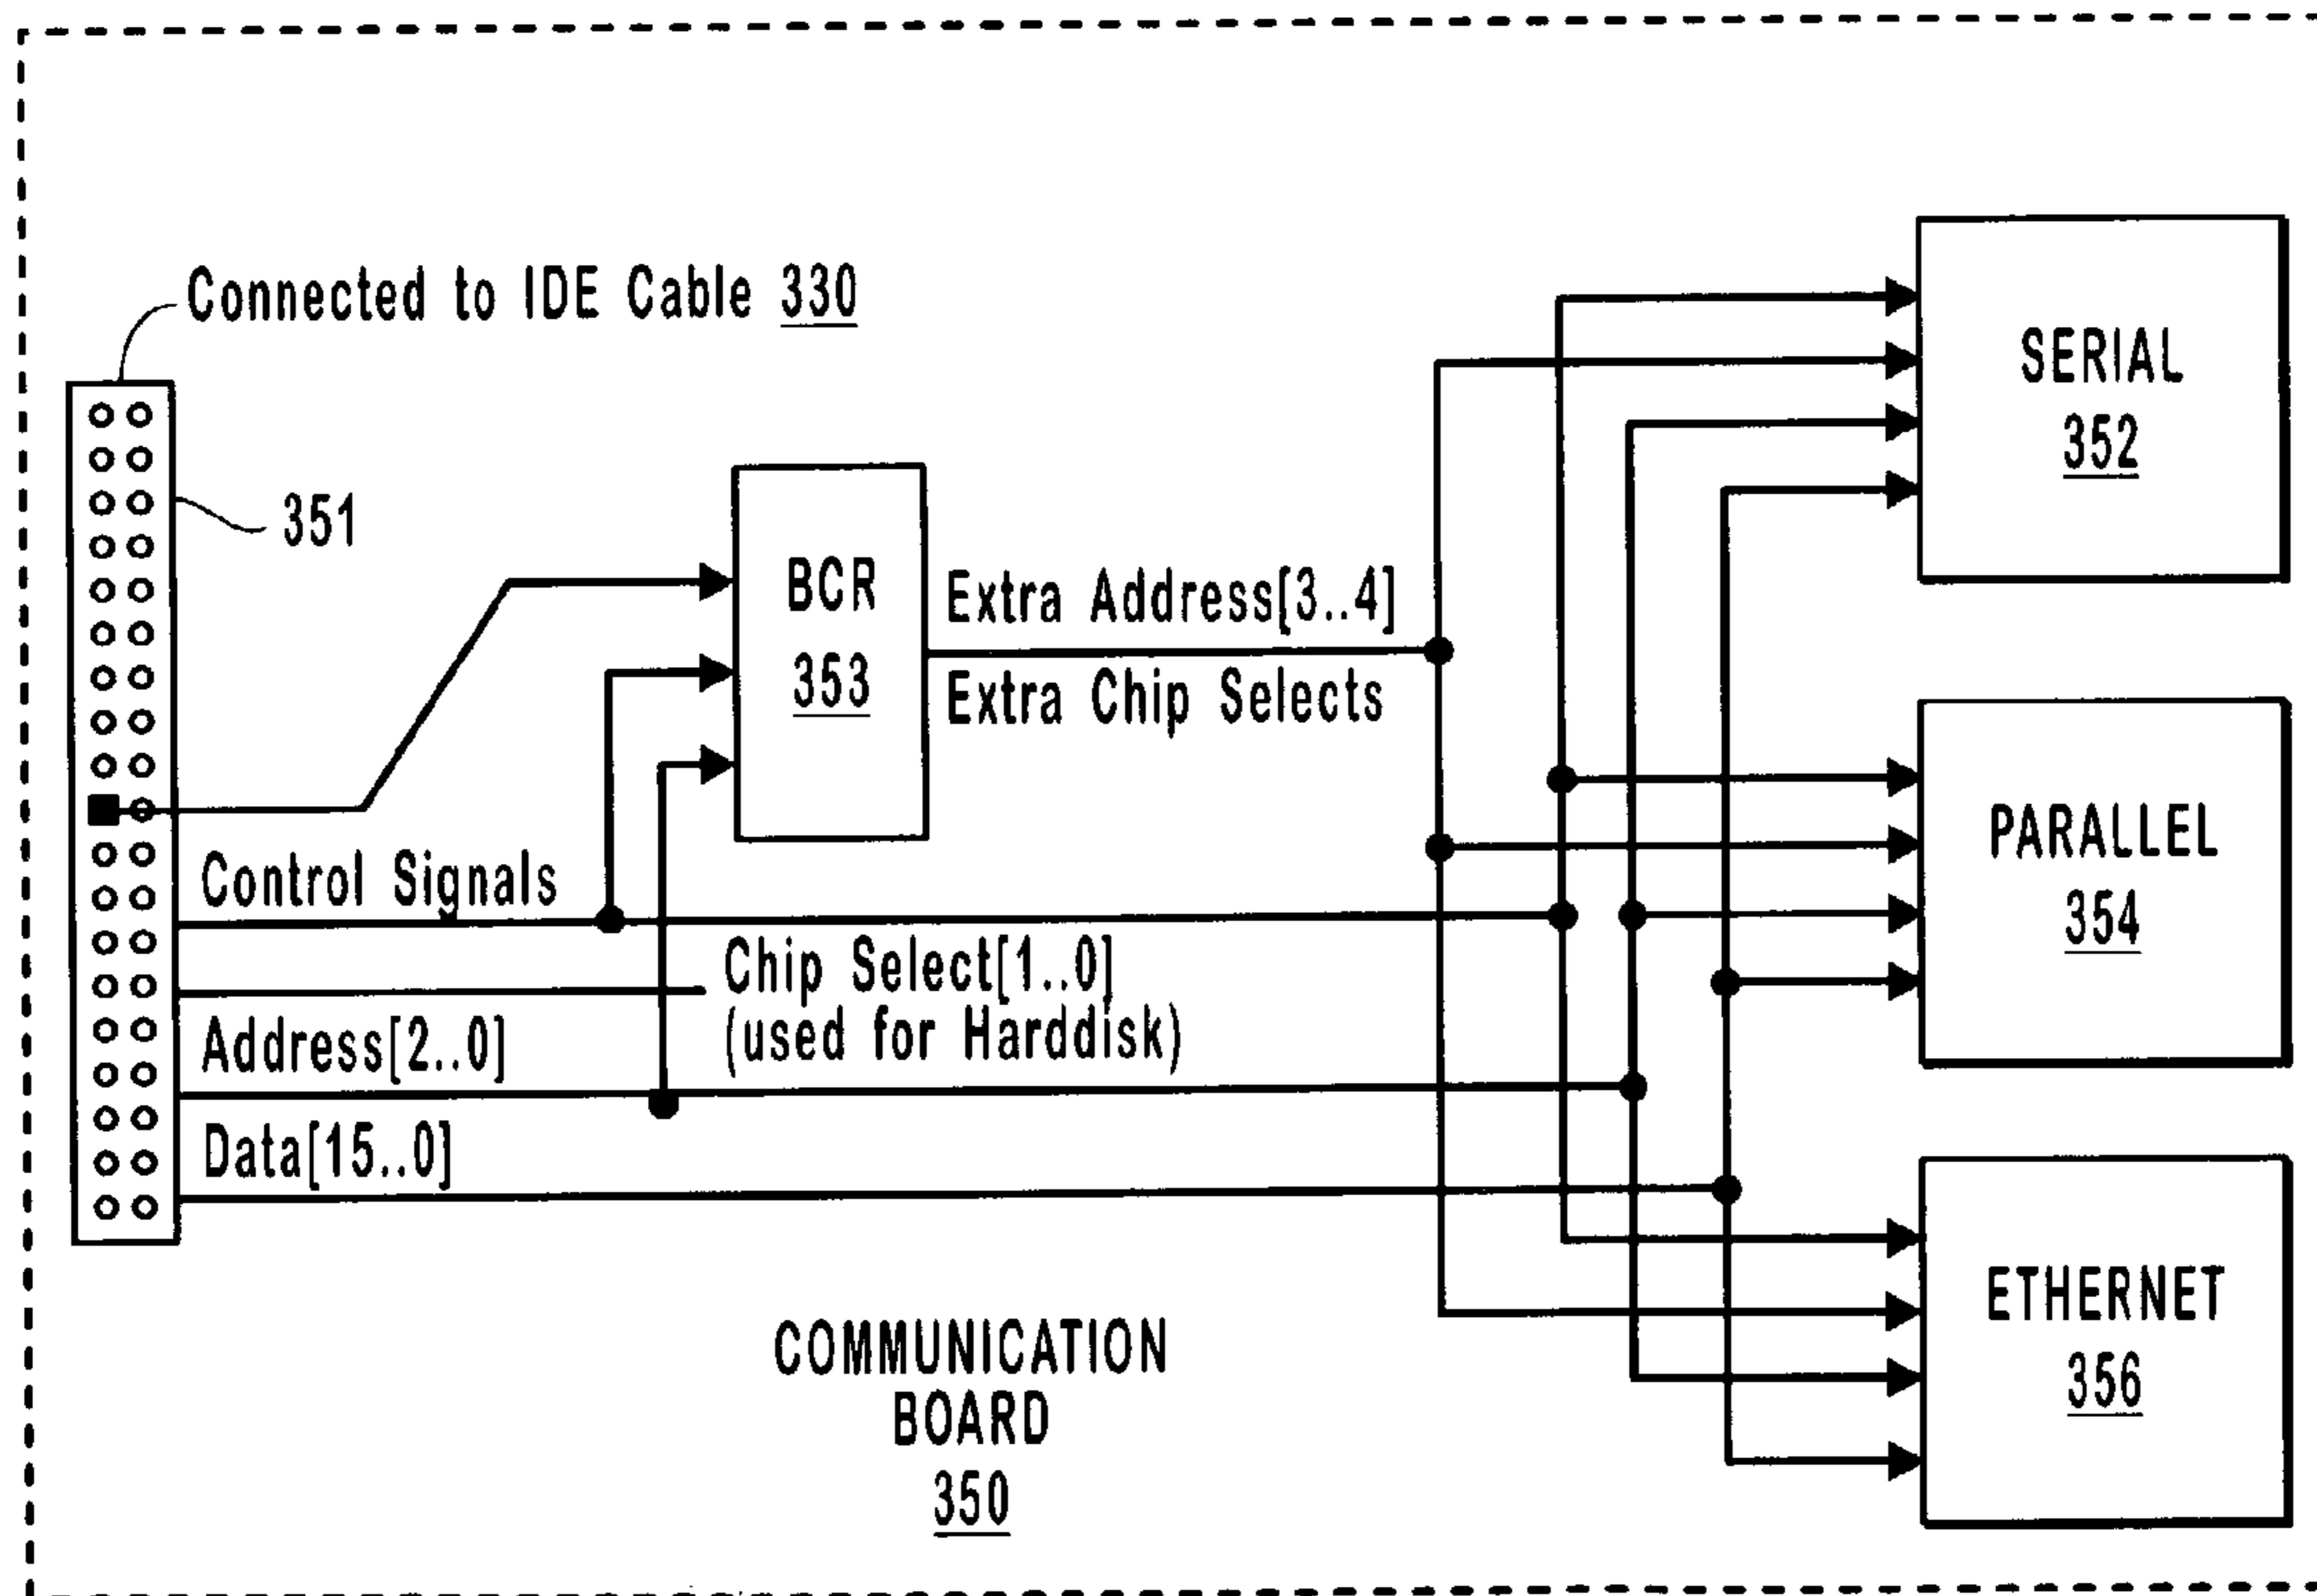 Connected to IDE Cable 330
351
BCR
353
Extra Address[3..4]
Extra Chip Selects
SERIAL
352
PARALLEL
354
Control Signals
Chip Select[1..0]
(used for Harddisk)
Address[2..0]
Data[15..0]
ETHERNET
356
COMMUNICATION
BOARD
350